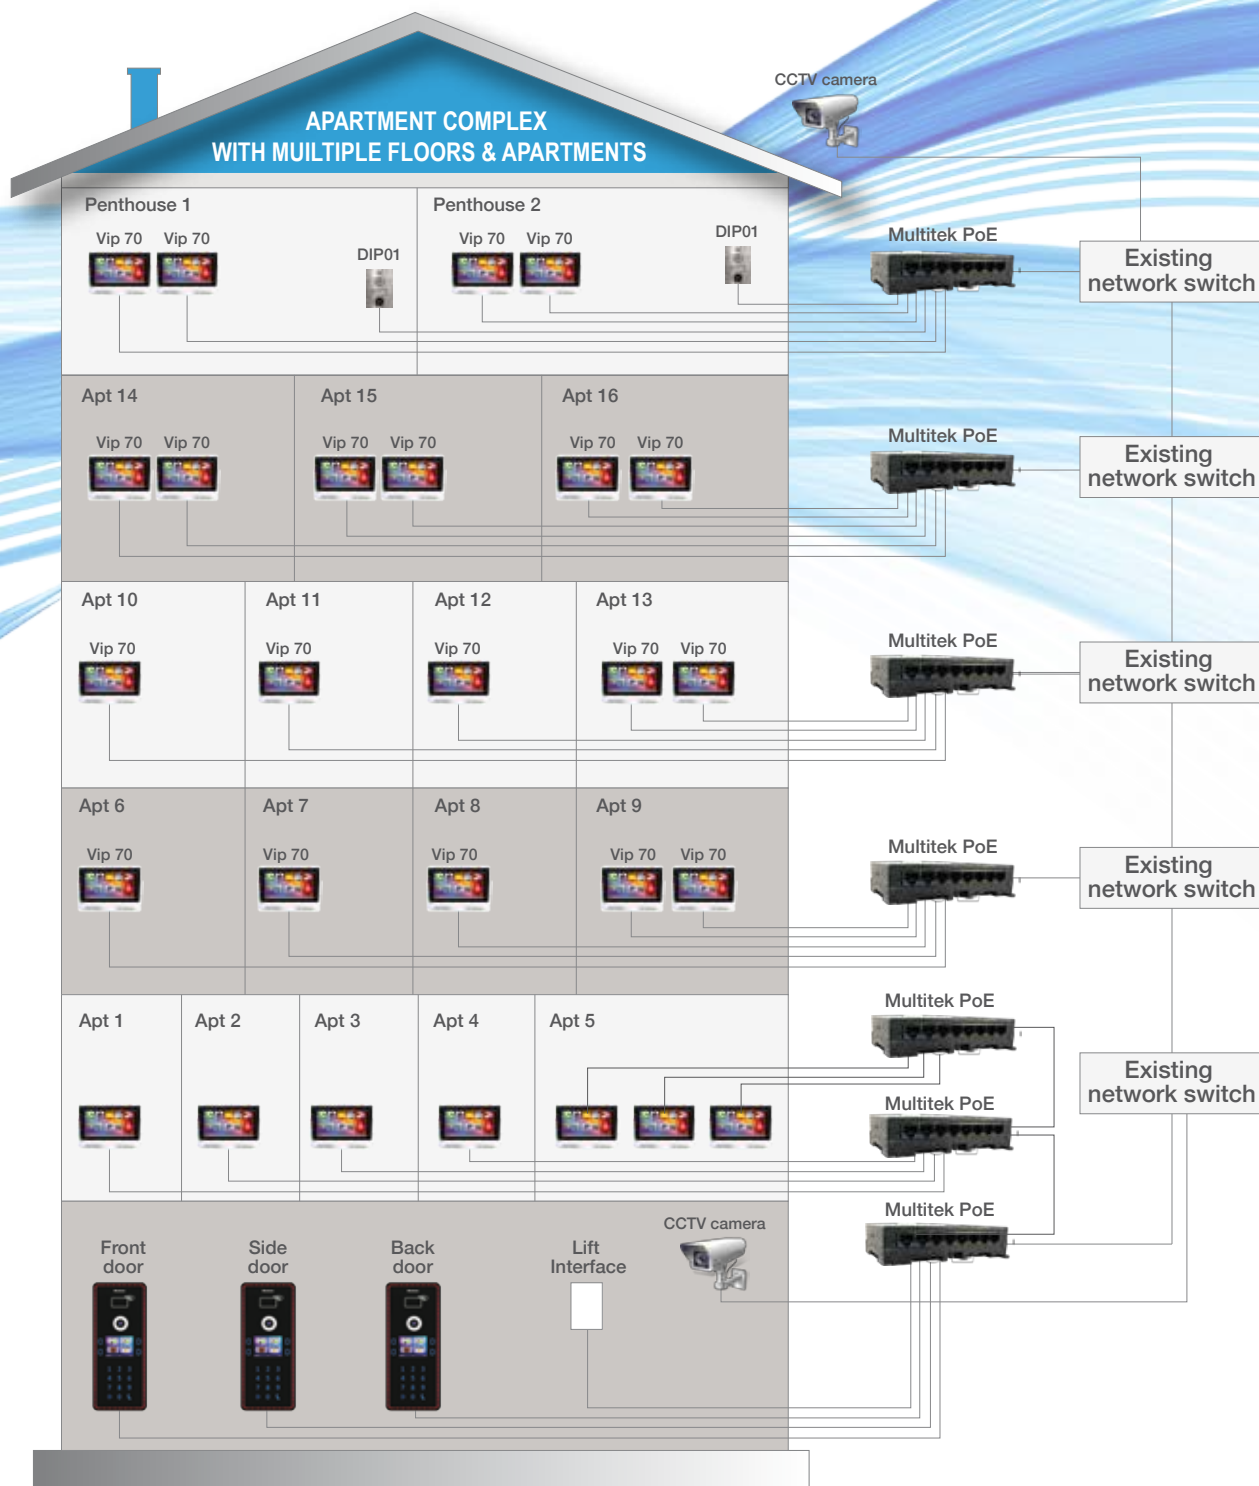 CCTV camera
APARTMENT COMPLEX
WITH MUILTIPLE FLOORS & APARTMENTS
Penthouse 1
Penthouse 2
Vip 70 Vip 70
DIP01
Vip 70 Vip 70
DIP01
Multitek PoE
Existing
network switch
Apt 14
Apt 15
Apt 16
Vip 70 Vip 70
Vip 70 Vip 70
Vip 70 Vip 70
Multitek PoE
Existing
network switch
Apt 10
Apt 11
Apt 12
Apt 13
Vip 70
Vip 70
Vip 70
Vip 70 Vip 70
Multitek PoE
Existing
network switch
Apt 6
Apt 7
Apt 8
Apt 9
Vip 70
Vip 70
Vip 70
Vip 70 Vip 70
Multitek PoE
Existing
network switch
Apt 1
Apt 2
Apt 3
Apt 4
Apt 5
Multitek PoE
Existing
network switch
Multitek PoE
Multitek PoE
Front
door
Side
door
Back
door
Lift
Interface
CCTV camera